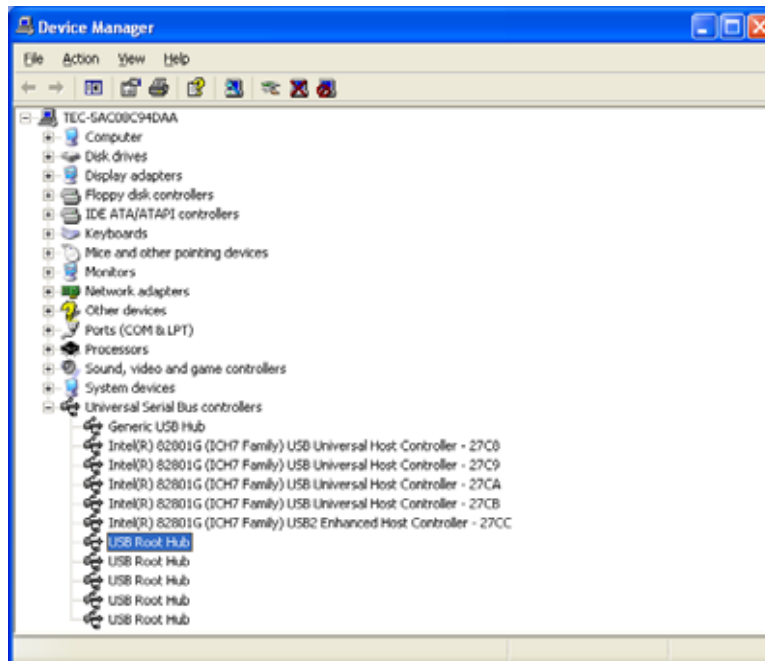 Device Manager
File Action View Help
TEC-SAC00C94DAA
Computer
Disk drives
Display adapters
Floppy disk controllers
IDE ATA/ATAPI controllers
Keyboards
Mice and other pointing devices
Monitors
Network adapters
Other devices
Ports (COM & LPT)
Processors
Sound, video and game controllers
System devices
Universal Serial Bus controllers
Generic USB Hub
Intel(R) 82801G (ICH7 Family) USB Universal Host Controller - 27C8
Intel(R) 82801G (ICH7 Family) USB Universal Host Controller - 27C9
Intel(R) 82801G (ICH7 Family) USB Universal Host Controller - 27CA
Intel(R) 82801G (ICH7 Family) USB Universal Host Controller - 27CB
Intel(R) 82801G (ICH7 Family) USB2 Enhanced Host Controller - 27CC
USB Root Hub
USB Root Hub
USB Root Hub
USB Root Hub
USB Root Hub